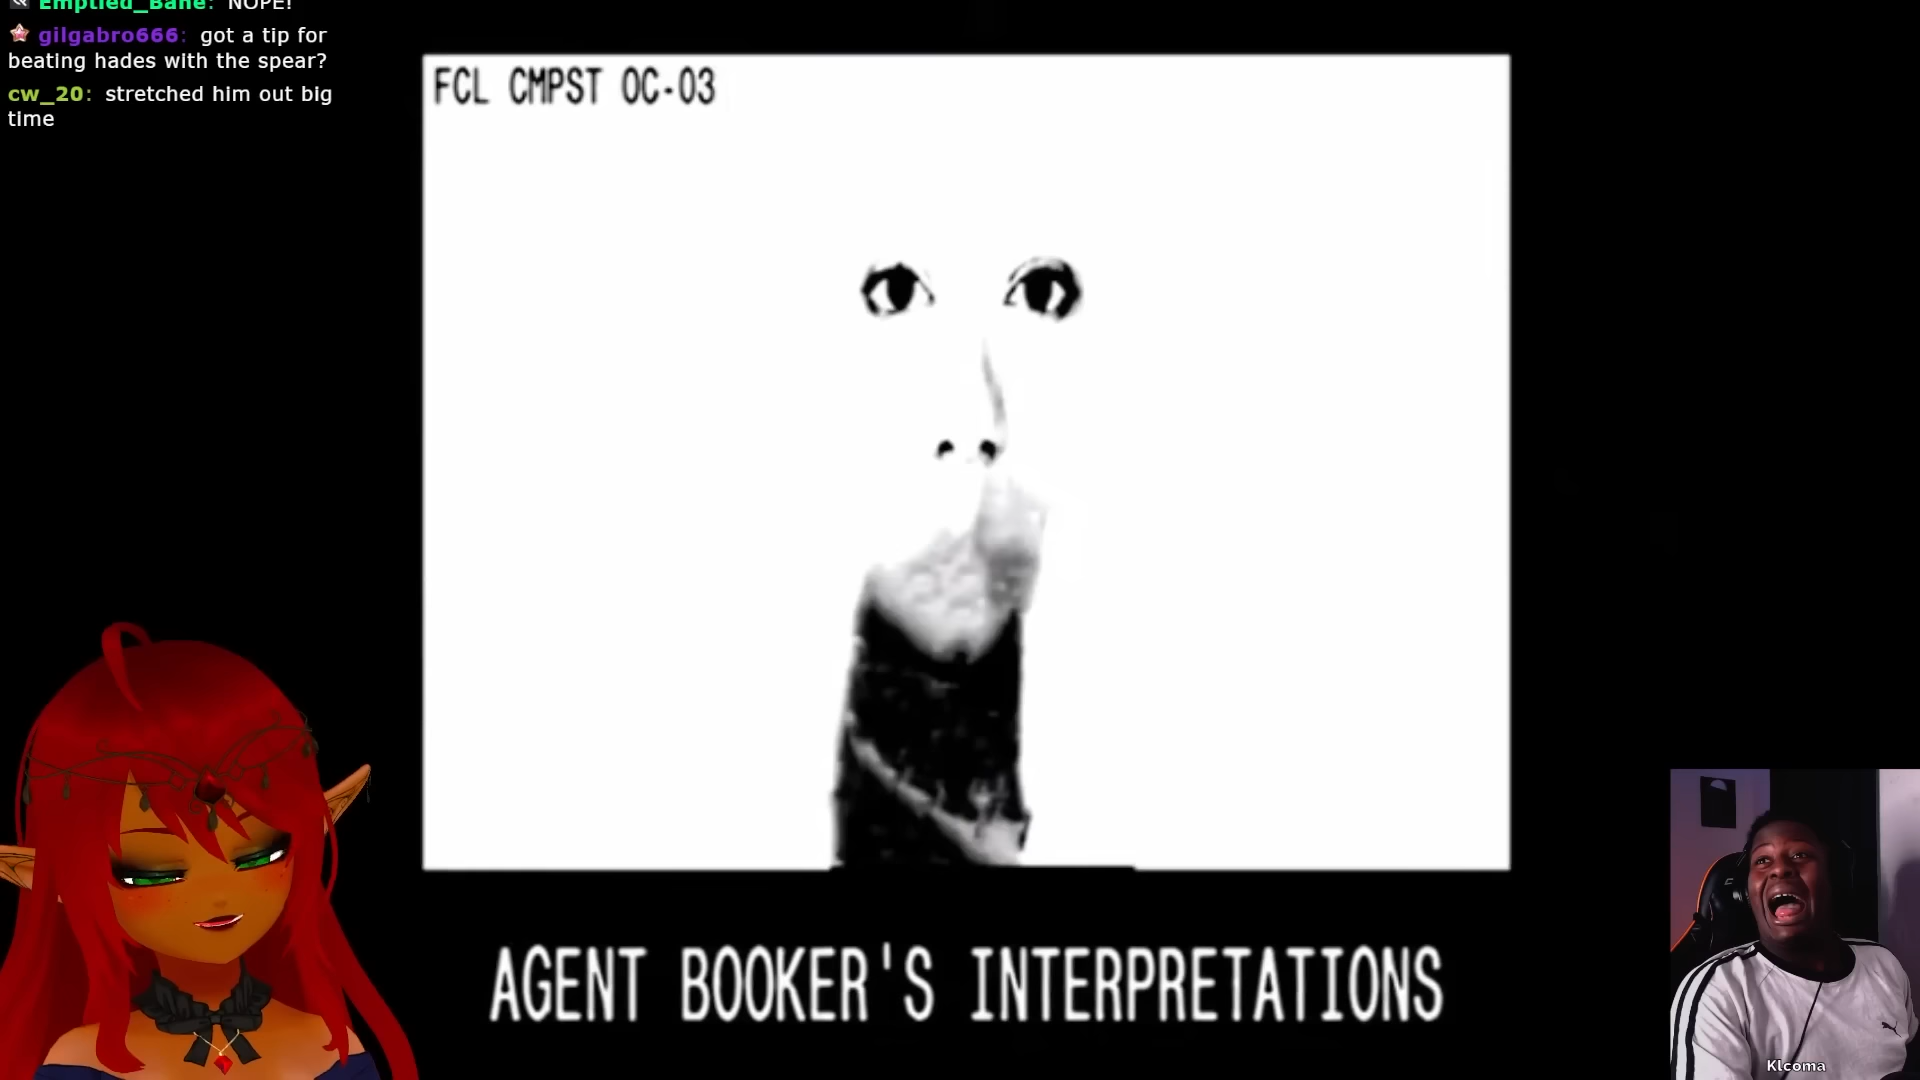 Emptied_Bane: NOPE!
gilgabro666: got a tip for
beating hades with the spear?
cw_20: stretched him out big
time
FCL CMPST OC-03
AGENT BOOKER'S INTERPRETATIONS
Klcoma